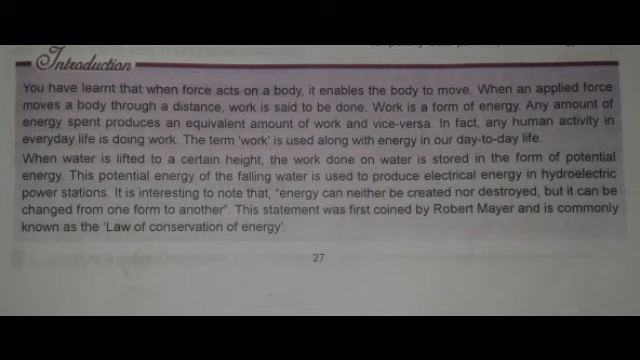 Introduction
You have learnt that when force acts on a body, it enables the body to move. When an applied force
moves a body through a distance, work is said to be done. Work is a form of energy. Any amount of
energy spent produces an equivalent amount of work and vice-versa. In fact, any human activity in
everyday life is doing work. The term 'work' is used along with energy in our day-to-day life.
When water is lifted to a certain height, the work done on water is stored in the form of potential
energy. This potential energy of the falling water is used to produce electrical energy in hydroelectric
power stations. It is interesting to note that, "energy can neither be created nor destroyed, but it can be
changed from one form to another". This statement was first coined by Robert Mayer and is commonly
known as the 'Law of conservation of energy'.
27